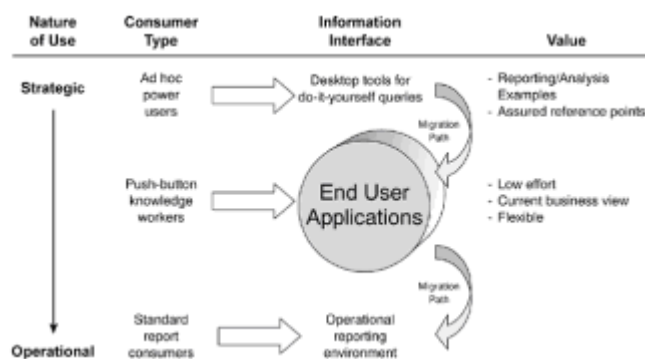 Nature of Use
Consumer Type
Information Interface
Value
Strategic
Ad hoc
power
users
Desktop tools for
do-it-yourself queries
- Reporting/Analysis
Examples
- Assured reference points
Migration
Path
Push-button
knowledge
workers
End User
Applications
- Low effort
- Current business view
- Flexible
Migration
Path
Operational
Standard
report
consumers
Operational
reporting
environment